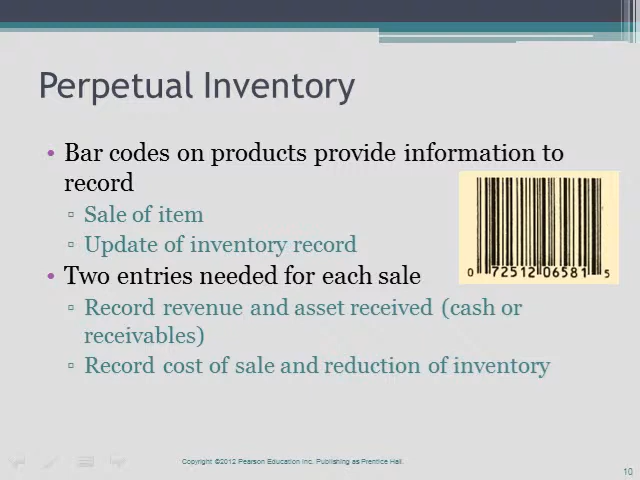 Perpetual Inventory
• Bar codes on products provide information to
record
▫ Sale of item
▫ Update of inventory record
0 72512 06581 5
• Two entries needed for each sale
▫ Record revenue and asset received (cash or
receivables)
▫ Record cost of sale and reduction of inventory
Copyright ©2012 Pearson Education Inc. Publishing as Prentice Hall.
10